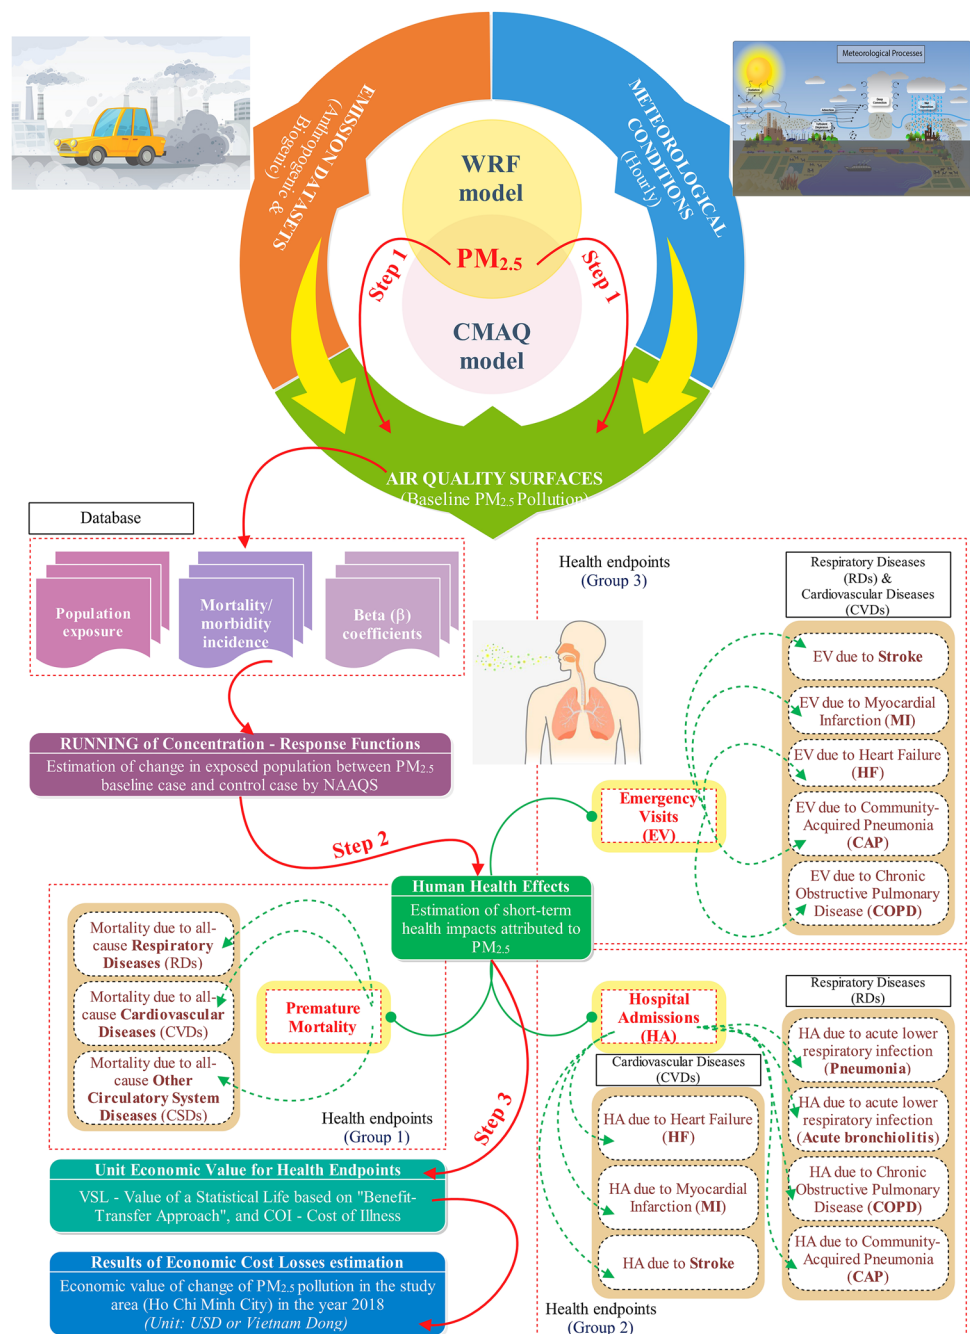 EMISSION DATASETS
(Anthropogenic &
Biogenic)
METEOROLOGICAL
CONDITIONS
(Hourly)
Meteorological Processes
WRF
model
PM2.5
CMAQ
model
Step 1
Step 1
AIR QUALITY SURFACES
(Baseline PM2.5 Pollution)
Database
Population
exposure
Mortality/
morbidity
incidence
Beta (β)
coefficients
RUNNING of Concentration - Response Functions
Estimation of change in exposed population between PM2.5
baseline case and control case by NAAQS
Step 2
Health endpoints
(Group 3)
Respiratory Diseases
(RDs) &
Cardiovascular Diseases
(CVDs)
EV due to Stroke
EV due to Myocardial
Infarction (MI)
EV due to Heart Failure
(HF)
EV due to Community-
Acquired Pneumonia
(CAP)
EV due to Chronic
Obstructive Pulmonary
Disease (COPD)
Emergency
Visits
(EV)
Human Health Effects
Estimation of short-term
health impacts attributed to
PM2.5
Mortality due to all-
cause Respiratory
Diseases (RDs)
Mortality due to all-
cause Cardiovascular
Diseases (CVDs)
Mortality due to all-
cause Other
Circulatory System
Diseases (CSDs)
Premature
Mortality
Health endpoints
(Group 1)
Hospital
Admissions
(HA)
Cardiovascular Diseases
(CVDs)
HA due to Heart Failure
(HF)
HA due to Myocardial
Infarction (MI)
HA due to Stroke
Respiratory Diseases
(RDs)
HA due to acute lower
respiratory infection
(Pneumonia)
HA due to acute lower
respiratory infection
(Acute bronchiolitis)
HA due to Chronic
Obstructive Pulmonary
Disease (COPD)
HA due to Community-
Acquired Pneumonia
(CAP)
Health endpoints
(Group 2)
Step 3
Unit Economic Value for Health Endpoints
VSL - Value of a Statistical Life based on "Benefit-
Transfer Approach", and COI - Cost of Illness
Results of Economic Cost Losses estimation
Economic value of change of PM2.5 pollution in the study
area (Ho Chi Minh City) in the year 2018
(Unit: USD or Vietnam Dong)